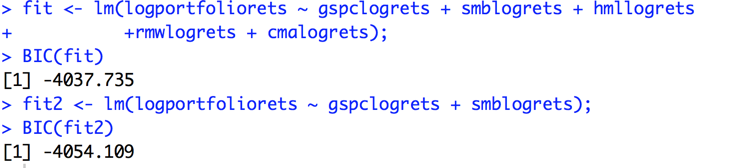 > fit <- lm(logportfoliorets ~ gspclogrets + smblogrets + hmllogrets
+ +rmwlogrets + cmalogrets);
> BIC(fit)
[1] -4037.735
> fit2 <- lm(logportfoliorets ~ gspclogrets + smblogrets);
> BIC(fit2)
[1] -4054.109